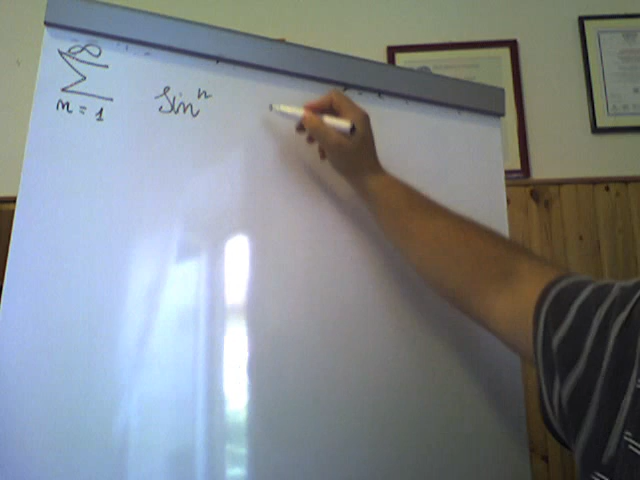 ∞
∑ sinⁿ
n = 1